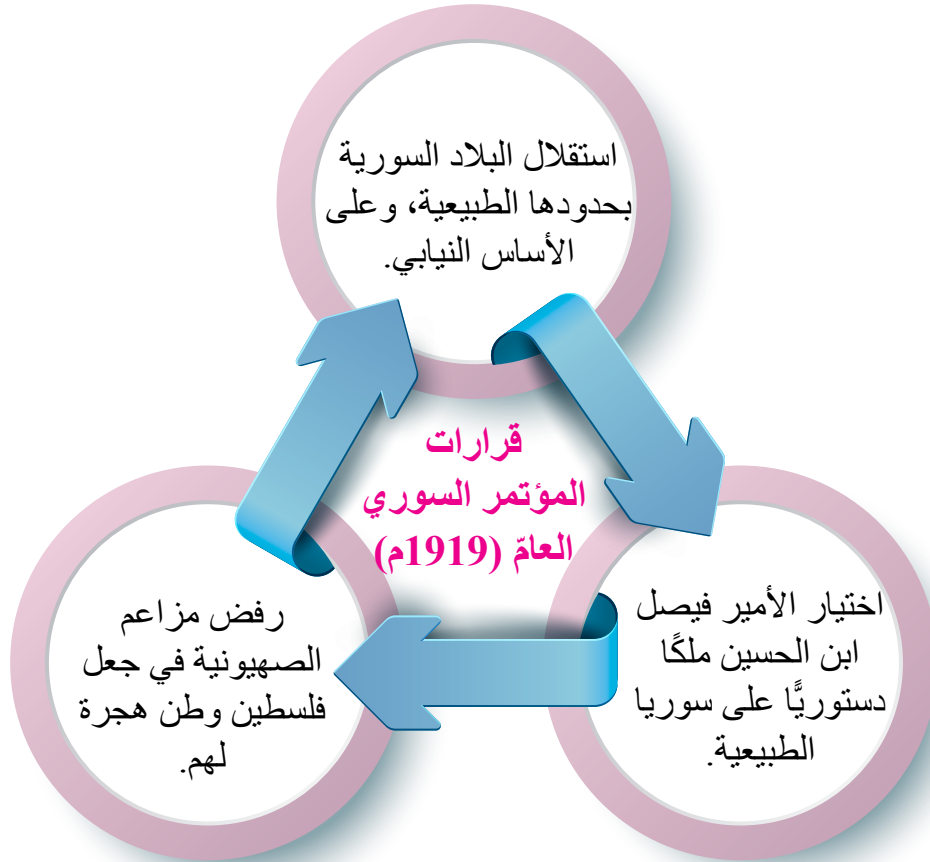 استقلال البلاد السورية
بحدودها الطبيعية، وعلى
الأساس النيابي.
قرارات
المؤتمر السوري
العامّ (1919م)
اختيار الأمير فيصل
ابن الحسين ملكًا
دستوريًّا على سوريا
الطبيعية.
رفض مزاعم
الصهيونية في جعل
فلسطين وطن هجرة
لهم.